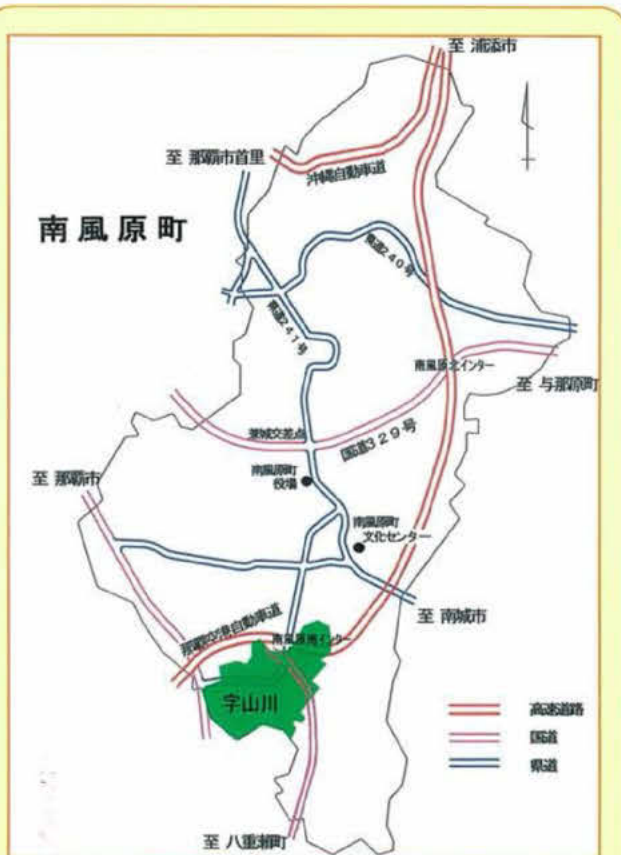 至 浦添市
至 那覇市首里
沖縄自動車道
南風原町
県道240号
県道241号
南風原北インター
至 与那原町
兼城交差点
国道329号
至 那覇市
南風原町
役場
南風原町
文化センター
至 南城市
那覇空港自動車道
南風原南インター
字山川
高速道路
国道
県道
至 八重瀬町